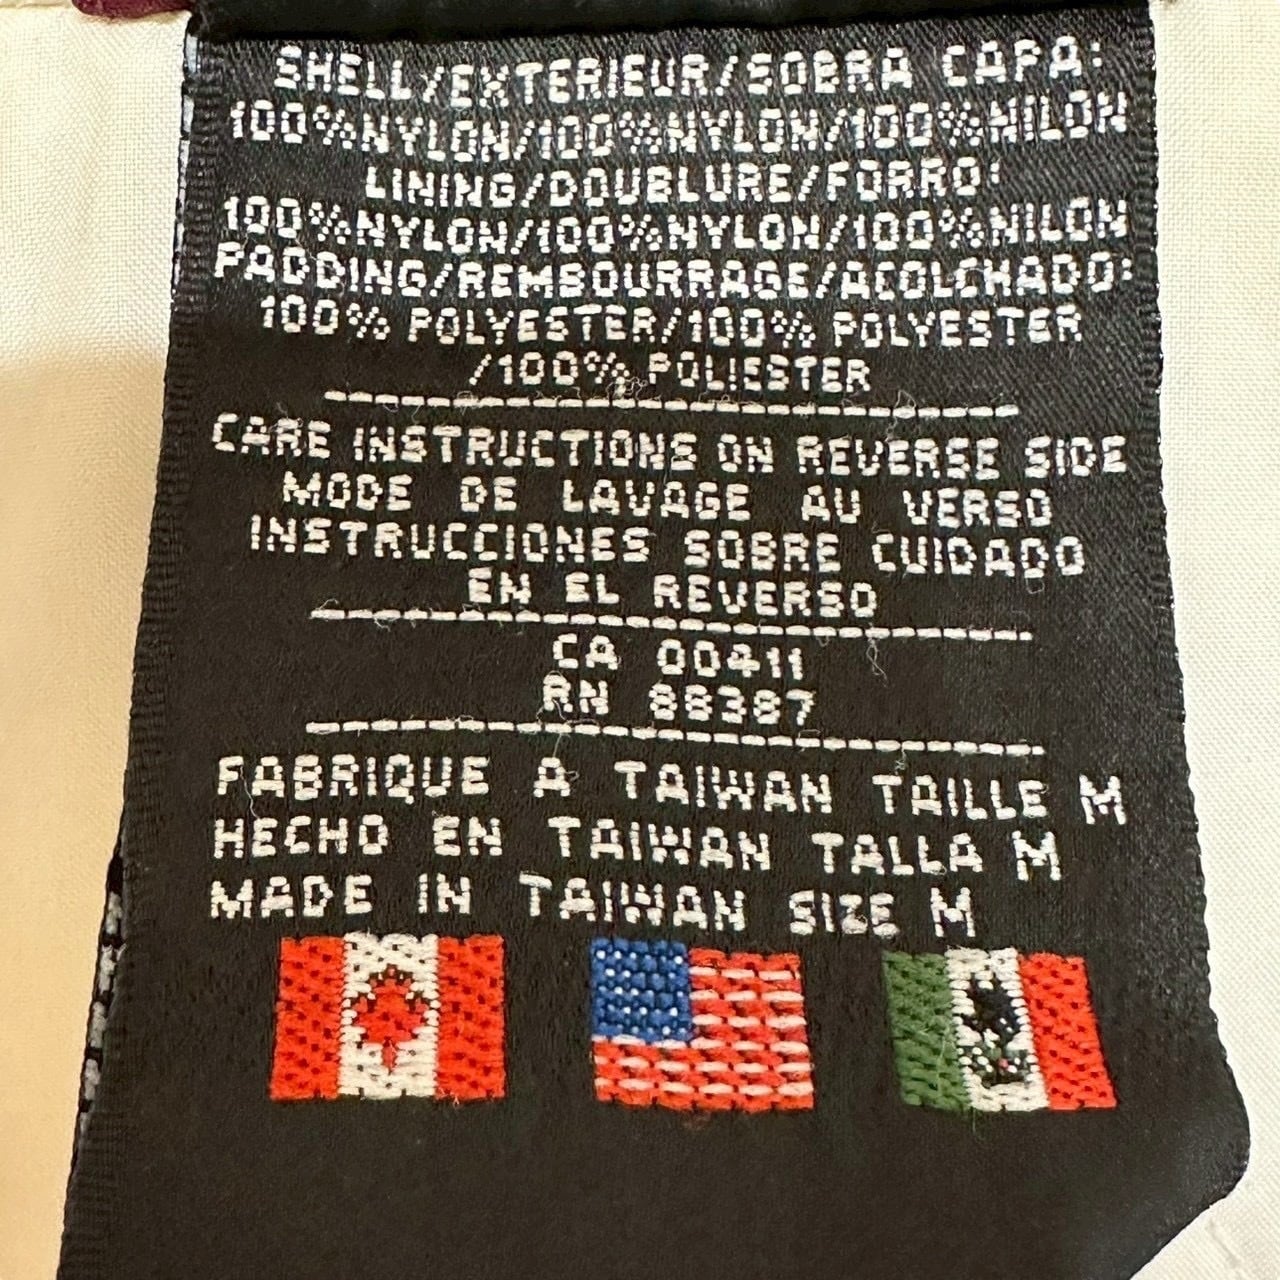 SHELL/EXTERIEUR/SOBRA CAPA:
100%NYLON/100%NYLON/100%NILON
LINING/DOUBLURE/FORRO:
100%NYLON/100%NYLON/100%NILON
PADDING/REMBOURRAGE/ACOLCHADO:
100% POLYESTER/100% POLYESTER
/100% POLIESTER
CARE INSTRUCTIONS ON REVERSE SIDE
MODE DE LAVAGE AU VERSO
INSTRUCCIONES SOBRE CUIDADO
EN EL REVERSO
CA 00411
RN 88387
FABRIQUE A TAIWAN TAILLE M
HECHO EN TAIWAN TALLA M
MADE IN TAIWAN SIZE M